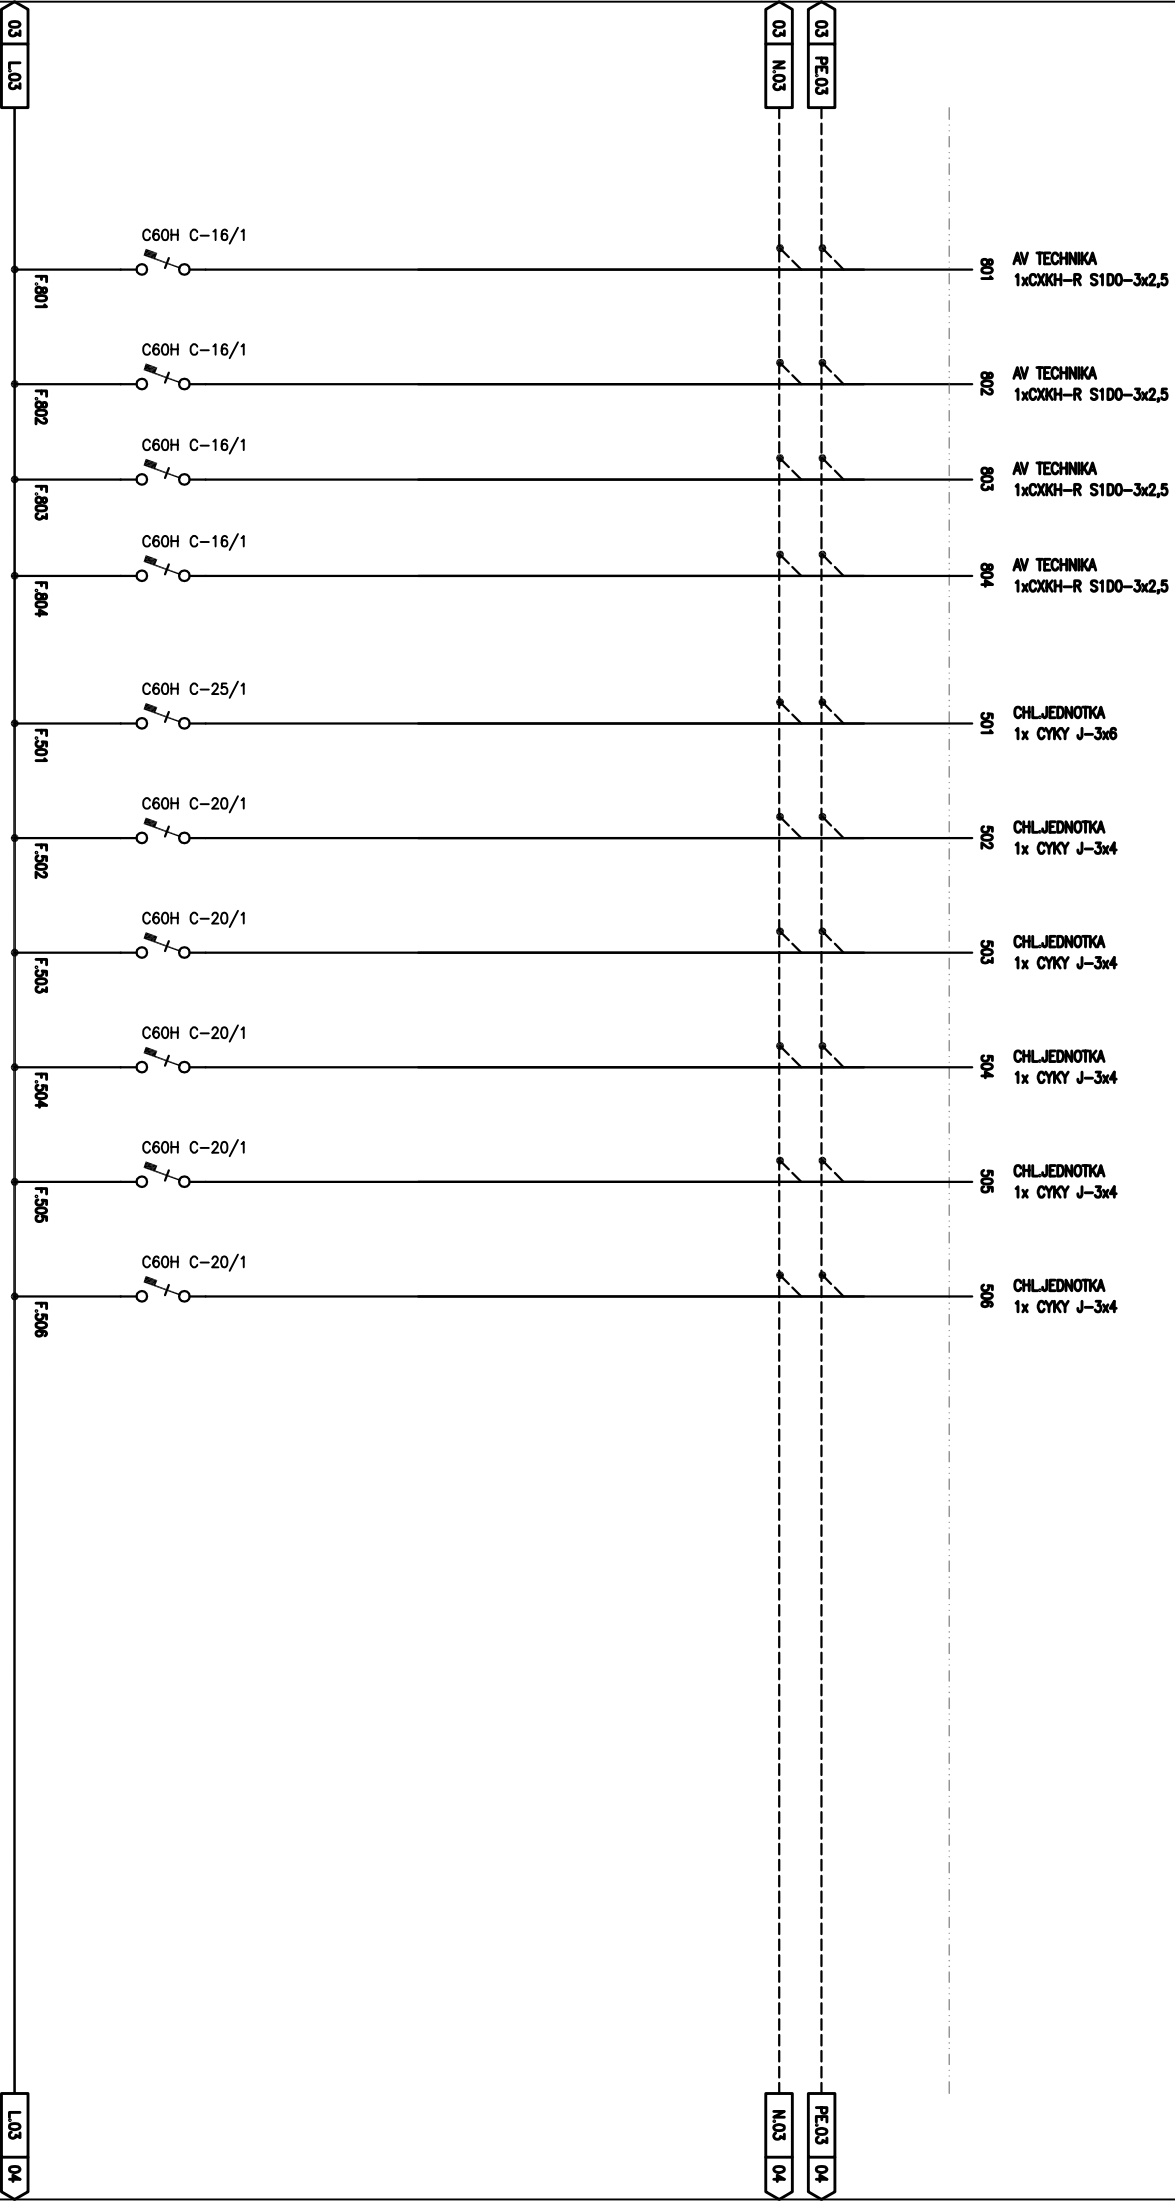 03 L.03
03 N.03
03 PE.03
C60H C-16/1
F.801
801
AV TECHNIKA
1xCXKH-R S1D0-3x2,5
C60H C-16/1
F.802
802
AV TECHNIKA
1xCXKH-R S1D0-3x2,5
C60H C-16/1
F.803
803
AV TECHNIKA
1xCXKH-R S1D0-3x2,5
C60H C-16/1
F.804
804
AV TECHNIKA
1xCXKH-R S1D0-3x2,5
C60H C-25/1
F.501
501
CHL.JEDNOTKA
1x CYKY J-3x6
C60H C-20/1
F.502
502
CHL.JEDNOTKA
1x CYKY J-3x4
C60H C-20/1
F.503
503
CHL.JEDNOTKA
1x CYKY J-3x4
C60H C-20/1
F.504
504
CHL.JEDNOTKA
1x CYKY J-3x4
C60H C-20/1
F.505
505
CHL.JEDNOTKA
1x CYKY J-3x4
C60H C-20/1
F.506
506
CHL.JEDNOTKA
1x CYKY J-3x4
L.03 04
N.03 04
PE.03 04